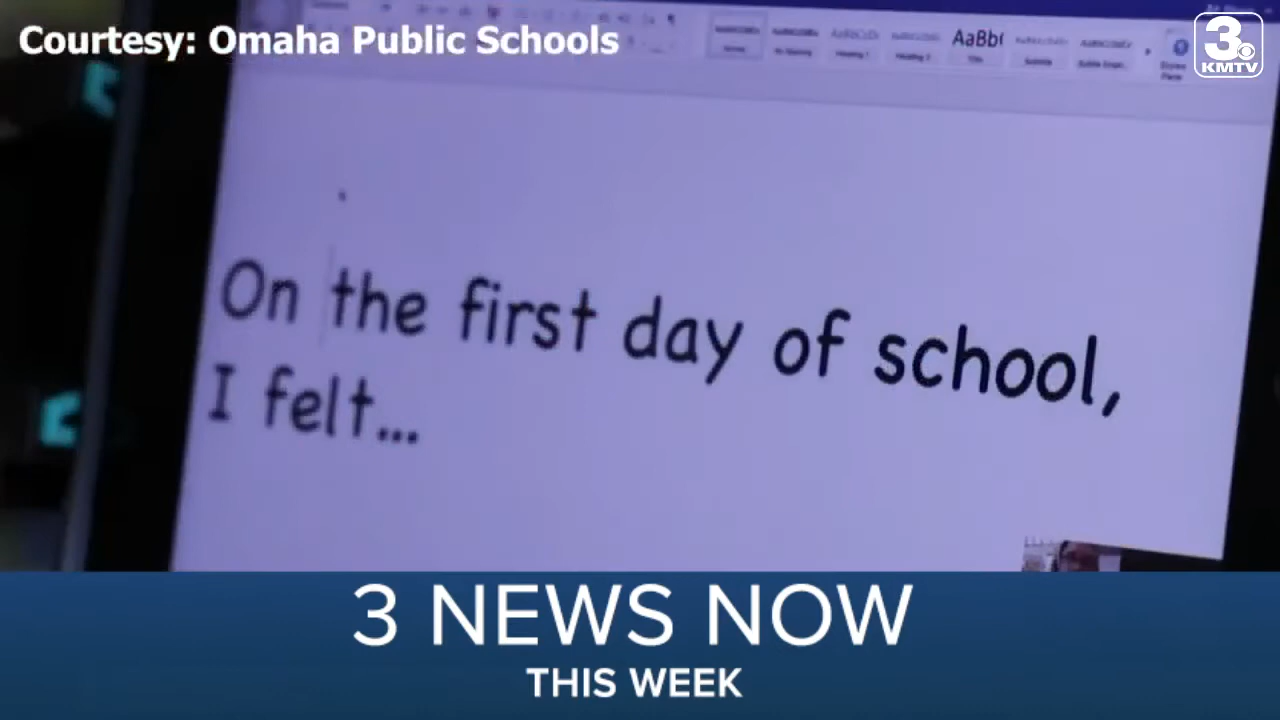 Courtesy: Omaha Public Schools
3
KMTV
AaBb(
On the first day of school,
I felt...
3 NEWS NOW
THIS WEEK